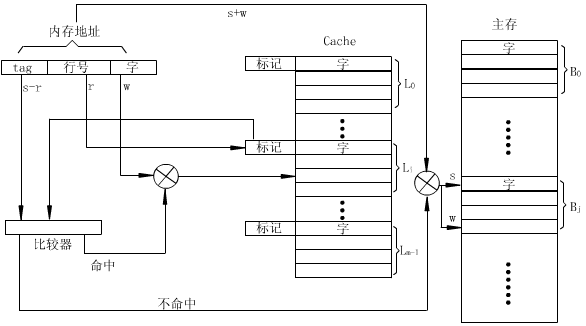 s+w
主存
内存地址
Cache
字
tag 行号 字
标记 字
L0
B0
s-r
r
w
标记 字
Li
s
字
w
Bj
标记 字
比较器
Lm-1
命中
不命中